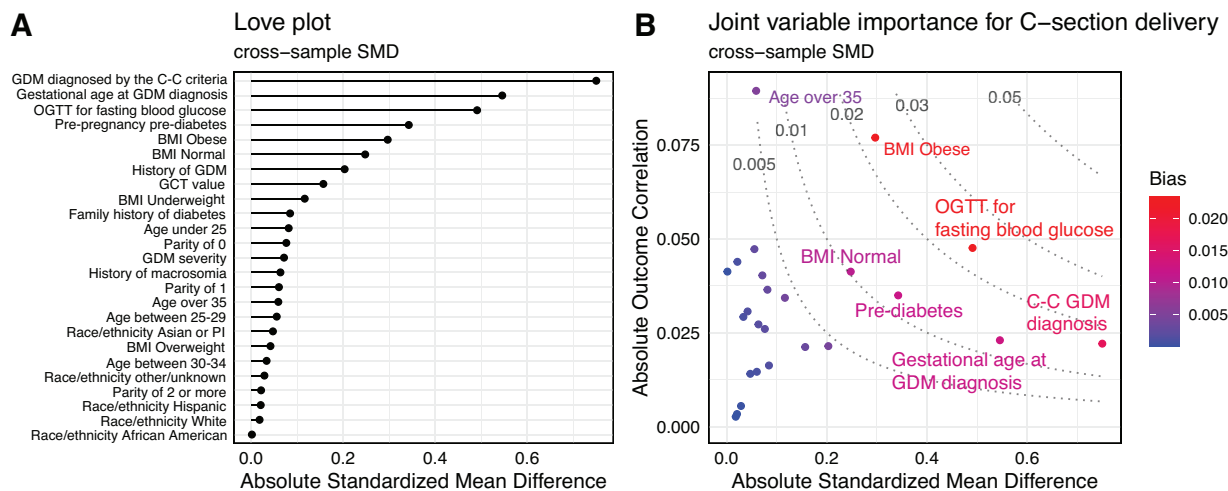 A
Love plot
cross−sample SMD
GDM diagnosed by the C-C criteria
Gestational age at GDM diagnosis
OGTT for fasting blood glucose
Pre-pregnancy pre-diabetes
BMI Obese
BMI Normal
History of GDM
GCT value
BMI Underweight
Family history of diabetes
Age under 25
Parity of 0
GDM severity
History of macrosomia
Parity of 1
Age over 35
Age between 25-29
Race/ethnicity Asian or PI
BMI Overweight
Age between 30-34
Race/ethnicity other/unknown
Parity of 2 or more
Race/ethnicity Hispanic
Race/ethnicity White
Race/ethnicity African American
0.0 0.2 0.4 0.6
Absolute Standardized Mean Difference
B
Joint variable importance for C−section delivery
cross−sample SMD
Absolute Outcome Correlation
0.075
0.050
0.025
0.000
Age over 35
0.005
0.01
0.02
0.03
0.05
BMI Obese
OGTT for
fasting blood glucose
BMI Normal
Pre-diabetes
C-C GDM
diagnosis
Gestational age at
GDM diagnosis
0.0 0.2 0.4 0.6
Absolute Standardized Mean Difference
Bias
0.020
0.015
0.010
0.005